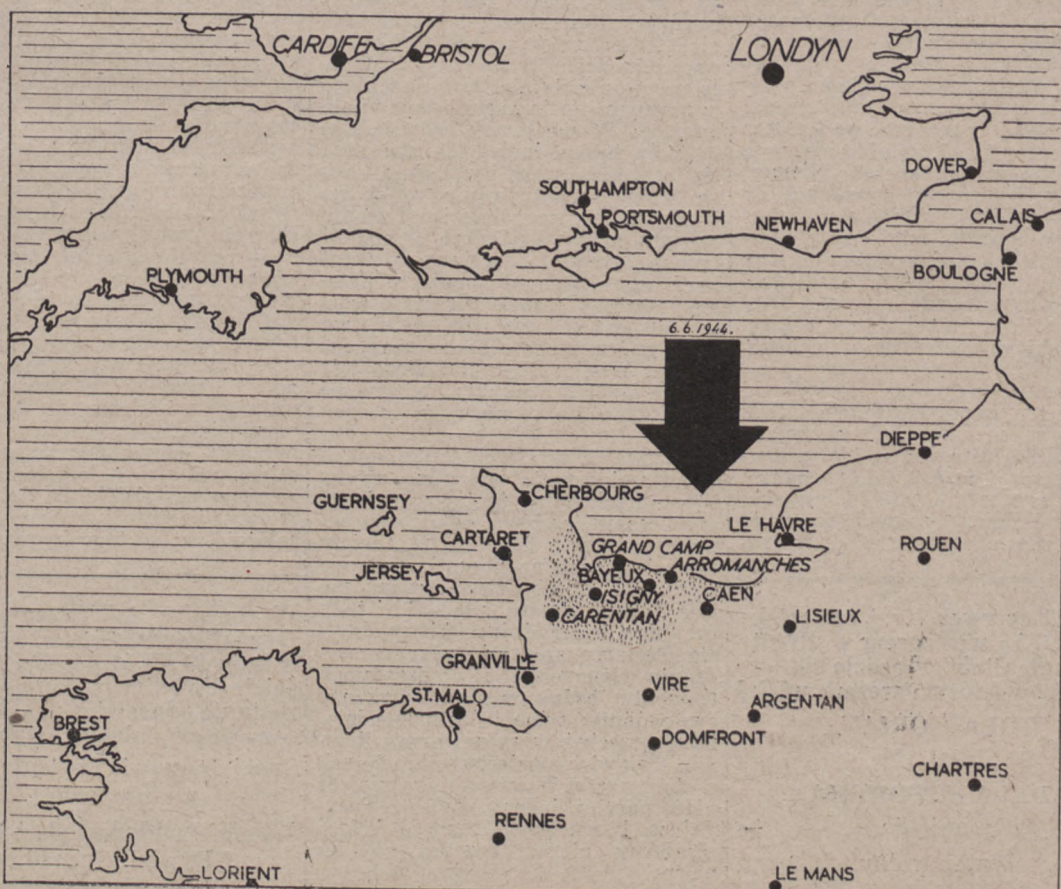 CARDIFF
BRISTOL
LONDYN
DOVER
SOUTHAMPTON
PORTSMOUTH
NEWHAVEN
CALAIS
BOULOGNE
PLYMOUTH
6.6.1944.
DIEPPE
CHERBOURG
GUERNSEY
CARTARET
LE HAVRE
ROUEN
GRAND CAMP
ARROMANCHES
JERSEY
BAYEUX
ISIGNY
CAEN
CARENTAN
LISIEUX
GRANVILLE
ST.MALO
VIRE
ARGENTAN
BREST
DOMFRONT
CHARTRES
RENNES
LORIENT
LE MANS